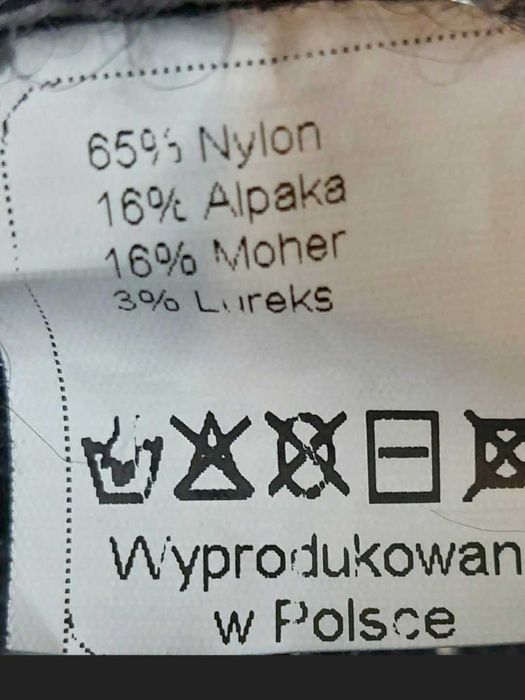 65% Nylon
16% Alpaka
16% Moher
3% Lureks
Wyprodukowan
w Polsce